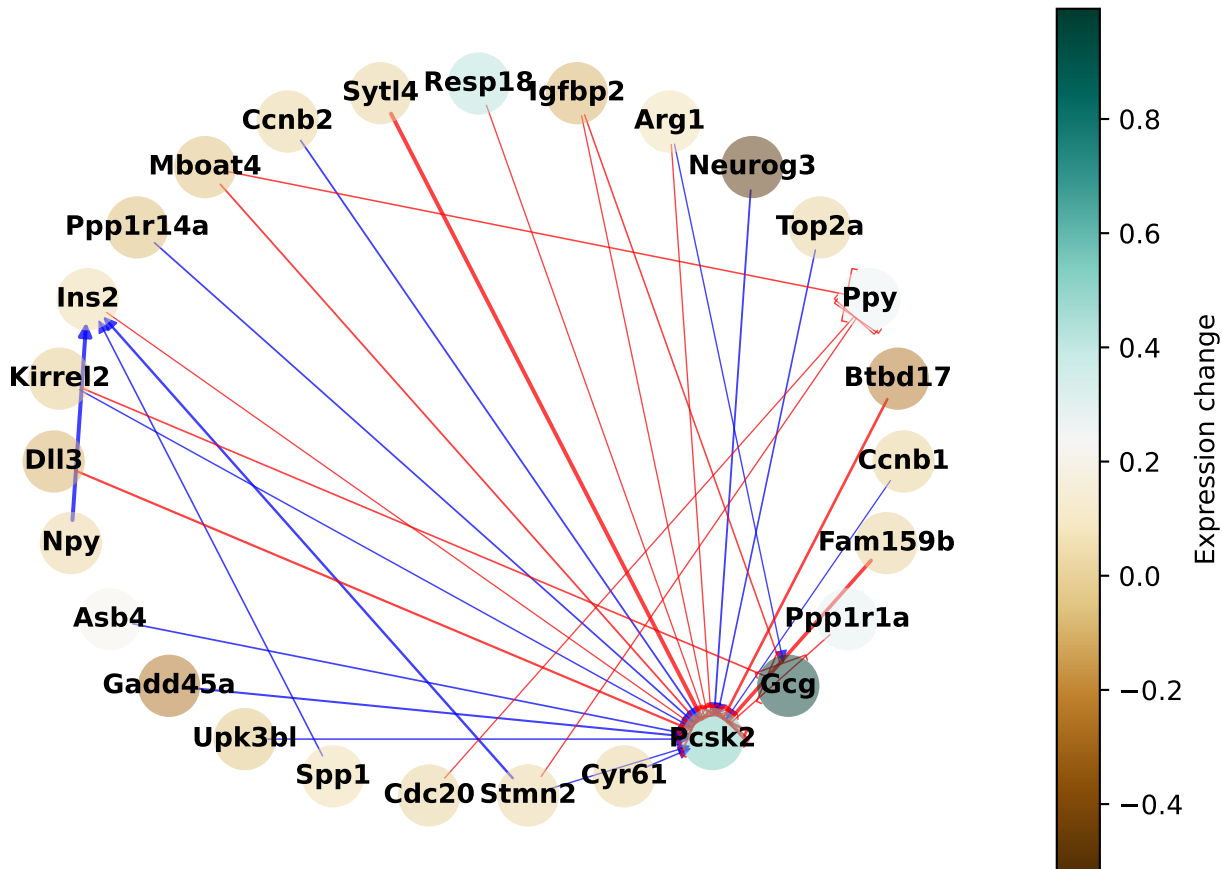 Resp18
Sytl4
Igfbp2
Ccnb2
Arg1
Mboat4
Neurog3
Ppp1r14a
Top2a
Ins2
Ppy
Kirrel2
Btbd17
Dll3
Ccnb1
Npy
Fam159b
Asb4
Ppp1r1a
Gadd45a
Gcg
Upk3bl
Pcsk2
Spp1
Cyr61
Cdc20
Stmn2
0.8
0.6
0.4
0.2
0.0
−0.2
−0.4
Expression change